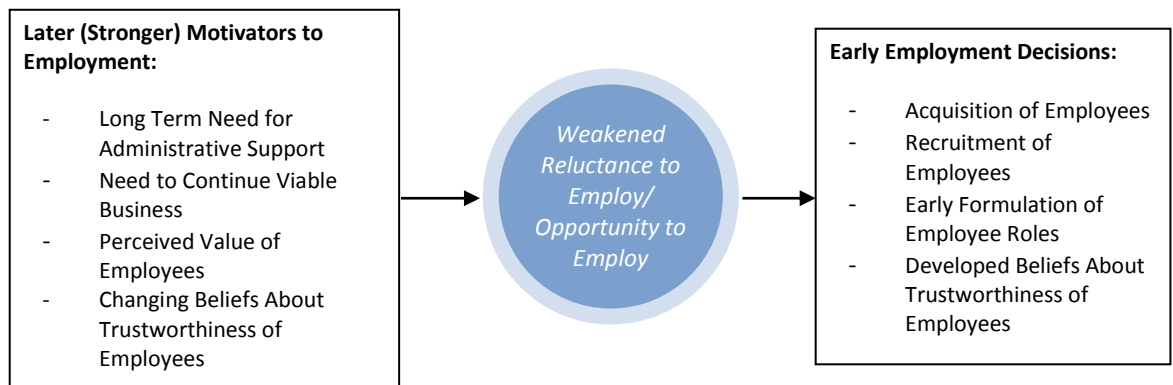 Later (Stronger) Motivators to
Employment:
- Long Term Need for
Administrative Support
- Need to Continue Viable
Business
- Perceived Value of
Employees
- Changing Beliefs About
Trustworthiness of
Employees
Weakened
Reluctance to
Employ/
Opportunity to
Employ
Early Employment Decisions:
- Acquisition of Employees
- Recruitment of
Employees
- Early Formulation of
Employee Roles
- Developed Beliefs About
Trustworthiness of
Employees